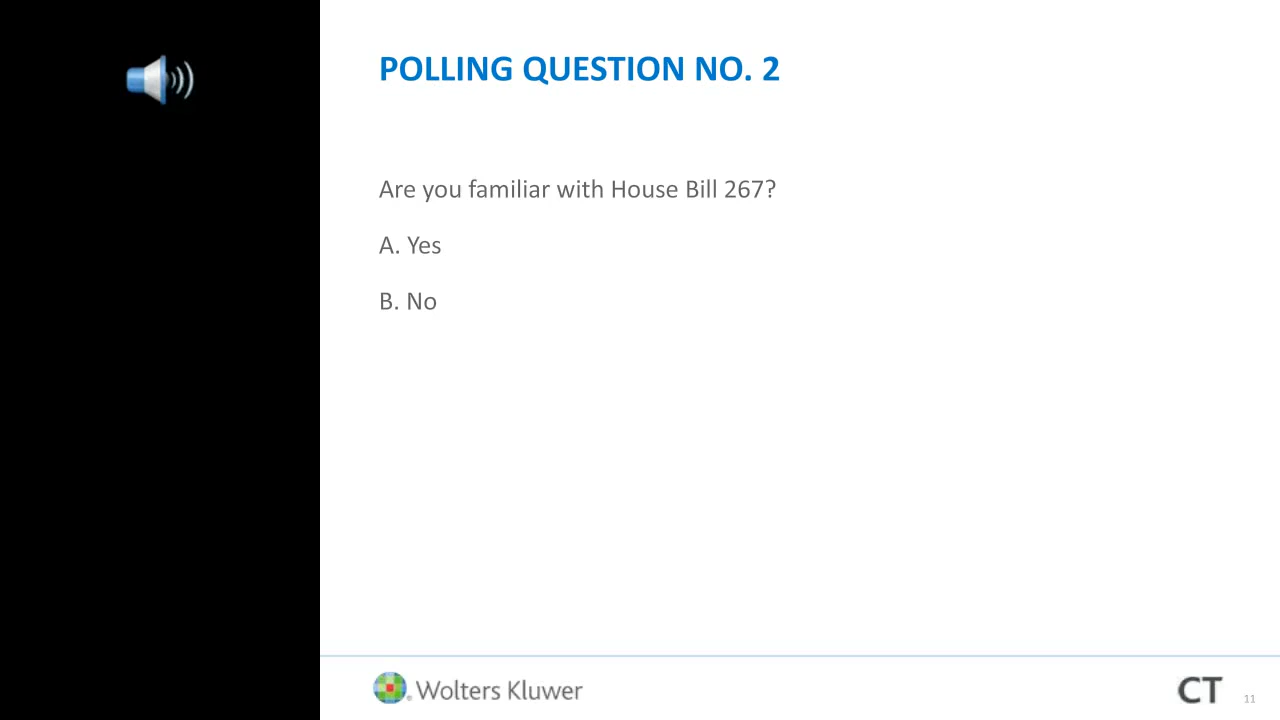 POLLING QUESTION NO. 2
Are you familiar with House Bill 267?
A. Yes
B. No
Wolters Kluwer
CT
11